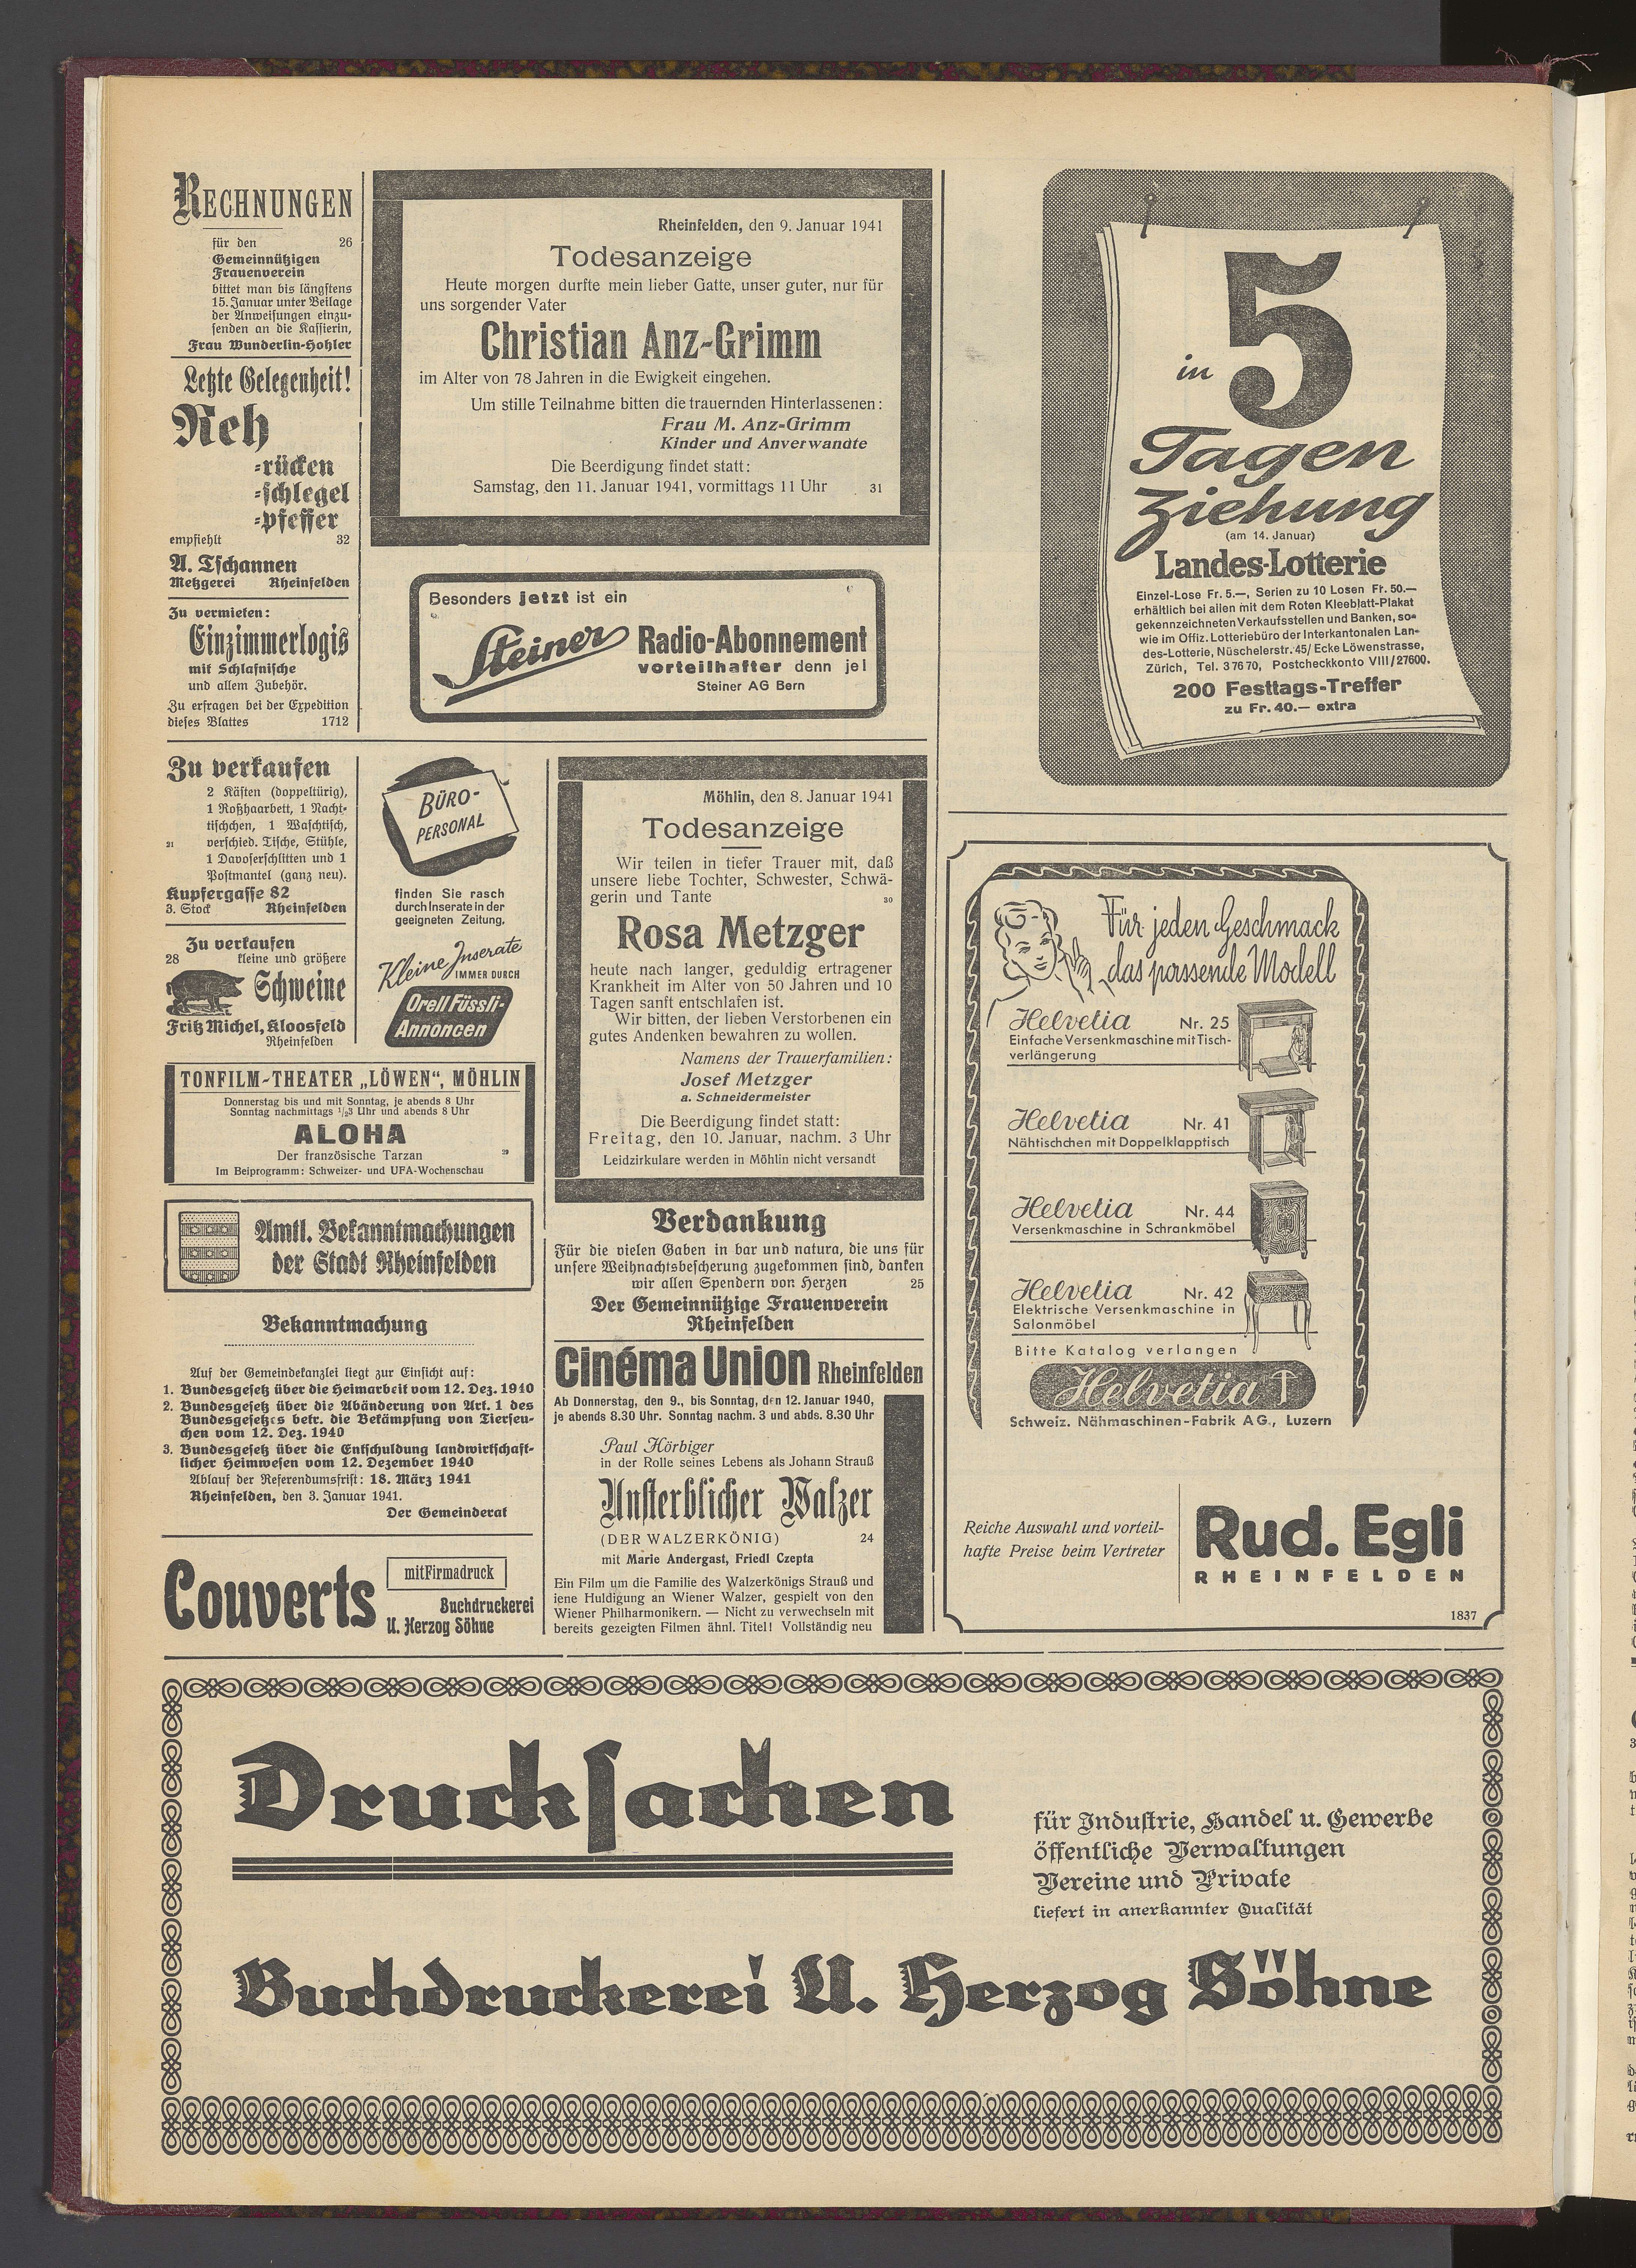 RECHNUNGEN
für den 26
Gemeinnützigen
Frauenverein
bittet man bis längstens
15. Januar unter Beilage
der Anweisungen einzu-
senden an die Kassierin,
Frau Wunderlin-Hohler
Letzte Gelegenheit!
Reh
-rücken
-schlegel
-pfeffer
empfiehlt 32
A. Tschannen
Metzgerei Rheinfelden
Zu vermieten:
Einzimmerlogis
mit Schlafnische
und allem Zubehör.
Zu erfragen bei der Expedition
dieses Blattes 1712
Rheinfelden, den 9. Januar 1941
Todesanzeige
Heute morgen durfte mein lieber Gatte, unser guter, nur für
uns sorgender Vater
Christian Anz-Grimm
im Alter von 78 Jahren in die Ewigkeit eingehen.
Um stille Teilnahme bitten die trauernden Hinterlassenen:
Frau M. Anz-Grimm
Kinder und Anverwandte
Die Beerdigung findet statt:
Samstag, den 11. Januar 1941, vormittags 11 Uhr 31
Besonders jetzt ist ein
Steiner Radio-Abonnement
vorteilhafter denn je!
Steiner AG Bern
in 5
Tagen
Ziehung
(am 14. Januar)
Landes-Lotterie
Einzel-Lose Fr. 5.—, Serien zu 10 Losen Fr. 50.—
erhältlich bei allen mit dem Roten Kleeblatt-Plakat
gekennzeichneten Verkaufsstellen und Banken, so-
wie im Offiz. Lotteriebüro der Interkantonalen Lan-
des-Lotterie, Nüschelerstr. 45/ Ecke Löwenstrasse,
Zürich, Tel. 3 76 70, Postcheckkonto VIII/27600.
200 Festtags-Treffer
zu Fr. 40.— extra
Zu verkaufen
2 Kästen (doppeltürig),
1 Roßhaarbett, 1 Nacht-
tischchen, 1 Waschtisch,
21 verschied. Tische, Stühle,
1 Davoserschlitten und 1
Postmantel (ganz neu).
Kupfergasse 82
3. Stock Rheinfelden
Zu verkaufen
28 kleine und größere
Schweine
Fritz Michel, Kloosfeld
Rheinfelden
BÜRO-
PERSONAL
finden Sie rasch
durch Inserate in der
geeigneten Zeitung.
Kleine Inserate
IMMER DURCH
Orell Füssli-
Annoncen
TONFILM-THEATER „LÖWEN“, MÖHLIN
Donnerstag bis und mit Sonntag, je abends 8 Uhr
Sonntag nachmittags 1/23 Uhr und abends 8 Uhr
ALOHA
Der französische Tarzan 29
Im Beiprogramm: Schweizer- und UFA-Wochenschau
Amtl. Bekanntmachungen
der Stadt Rheinfelden
Bekanntmachung
Auf der Gemeindekanzlei liegt zur Einsicht auf:
1. Bundesgesetz über die Heimarbeit vom 12. Dez. 1940
2. Bundesgesetz über die Abänderung von Art. 1 des
Bundesgesetzes betr. die Bekämpfung von Tierseu-
chen vom 12. Dez. 1940
3. Bundesgesetz über die Entschuldung landwirtschaft-
licher Heimwesen vom 12. Dezember 1940
Ablauf der Referendumsfrist: 18. März 1941
Rheinfelden, den 3. Januar 1941.
Der Gemeinderat
Couverts
mit Firmadruck
Buchdruckerei
U. Herzog Söhne
Möhlin, den 8. Januar 1941
Todesanzeige
Wir teilen in tiefer Trauer mit, daß
unsere liebe Tochter, Schwester, Schwä-
gerin und Tante 30
Rosa Metzger
heute nach langer, geduldig ertragener
Krankheit im Alter von 50 Jahren und 10
Tagen sanft entschlafen ist.
Wir bitten, der lieben Verstorbenen ein
gutes Andenken bewahren zu wollen.
Namens der Trauerfamilien:
Josef Metzger
a. Schneidermeister
Die Beerdigung findet statt:
Freitag, den 10. Januar, nachm. 3 Uhr
Leidzirkulare werden in Möhlin nicht versandt
Verdankung
Für die vielen Gaben in bar und natura, die uns für
unsere Weihnachtsbescherung zugekommen sind, danken
wir allen Spendern von Herzen 25
Der Gemeinnützige Frauenverein
Rheinfelden
Cinéma Union Rheinfelden
Ab Donnerstag, den 9., bis Sonntag, den 12. Januar 1940,
je abends 8.30 Uhr. Sonntag nachm. 3 und abds. 8.30 Uhr
Paul Hörbiger
in der Rolle seines Lebens als Johann Strauß
Unsterblicher Walzer
(DER WALZERKÖNIG) 24
mit Marie Andergast, Friedl Czepta
Ein Film um die Familie des Walzerkönigs Strauß und
iene Huldigung an Wiener Walzer, gespielt von den
Wiener Philharmonikern. — Nicht zu verwechseln mit
bereits gezeigten Filmen ähnl. Titel! Vollständig neu
Für jeden Geschmack
das passende Modell
Helvetia Nr. 25
Einfache Versenkmaschine mit Tisch-
verlängerung
Helvetia Nr. 41
Nähtischchen mit Doppelklapptisch
Helvetia Nr. 44
Versenkmaschine in Schrankmöbel
Helvetia Nr. 42
Elektrische Versenkmaschine in
Salonmöbel
Bitte Katalog verlangen
Helvetia
Schweiz. Nähmaschinen-Fabrik A G., Luzern
Reiche Auswahl und vorteil-
hafte Preise beim Vertreter
Rud. Egli
RHEINFELDEN
1837
Drucksachen
für Industrie, Handel u. Gewerbe
öffentliche Verwaltungen
Vereine und Private
liefert in anerkannter Qualität
Buchdruckerei U. Herzog Söhne